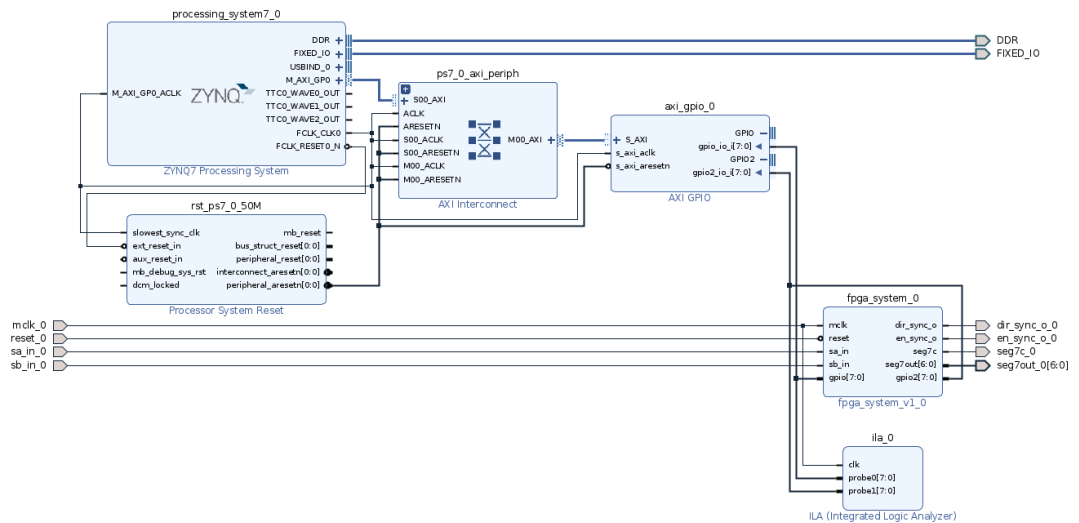 processing_system7_0
DDR
FIXED_IO
USBIND_0
M_AXI_GP0
M_AXI_GP0_ACLK
ZYNQ
TTC0_WAVE0_OUT
TTC0_WAVE1_OUT
TTC0_WAVE2_OUT
FCLK_CLK0
FCLK_RESET0_N
ZYNQ7 Processing System
DDR
FIXED_IO
ps7_0_axi_periph
S00_AXI
ACLK
ARESETN
S00_ACLK
S00_ARESETN
M00_ACLK
M00_ARESETN
M00_AXI
AXI Interconnect
axi_gpio_0
S_AXI
s_axi_aclk
s_axi_aresetn
GPIO
gpio_io_i[7:0]
GPIO2
gpio2_io_i[7:0]
AXI GPIO
rst_ps7_0_50M
slowest_sync_clk
ext_reset_in
aux_reset_in
mb_debug_sys_rst
dcm_locked
mb_reset
bus_struct_reset[0:0]
peripheral_reset[0:0]
interconnect_aresetn[0:0]
peripheral_aresetn[0:0]
Processor System Reset
mclk_0
reset_0
sa_in_0
sb_in_0
fpga_system_0
mclk
reset
sa_in
sb_in
gpio[7:0]
dir_sync_o
en_sync_o
seg7c
seg7out[6:0]
gpio2[7:0]
fpga_system_v1_0
dir_sync_o_0
en_sync_o_0
seg7c_0
seg7out_0[6:0]
ila_0
clk
probe0[7:0]
probe1[7:0]
ILA (Integrated Logic Analyzer)